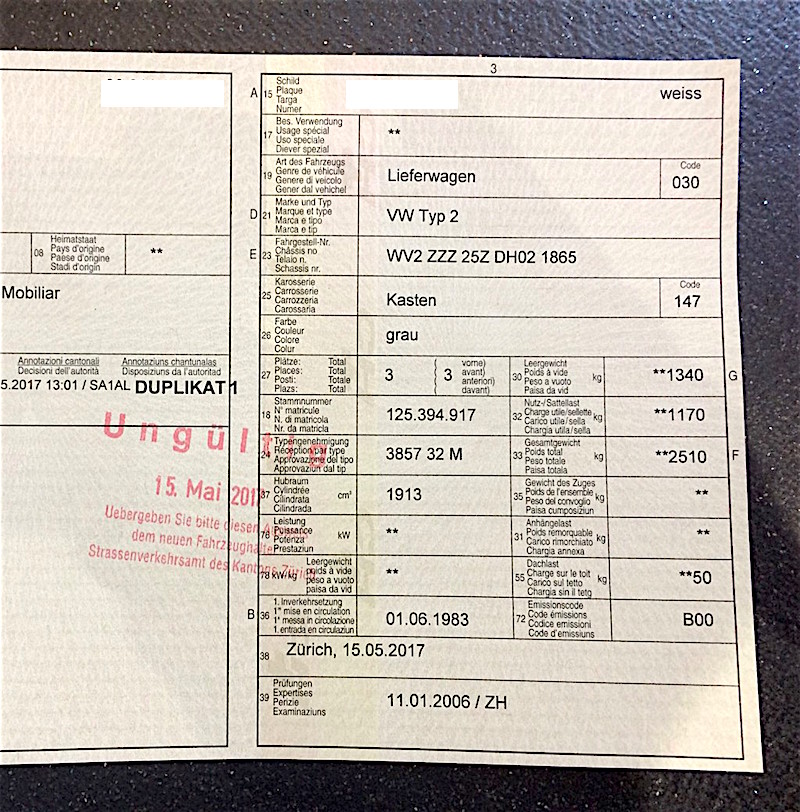 08 Heimatstaat
Pays d'origine
Paese d'origine
Stadi d'origin
**
Mobiliar
Annotazioni cantonali
Decisioni dell'autorità
Annotaziuns chantunalas
Disposiziuns da l'autoritad
5.2017 13:01 / SA1AL DUPLIKAT 1
Ungültig
15. Mai 2017
Uebergeben Sie bitte diesen
dem neuen Fahrzeughalter
Strassenverkehrsamt des Kantons Zürich
3
A 15 Schild
Plaque
Targa
Numer
weiss
17 Bes. Verwendung
Usage spécial
Uso speciale
Diever spezial
**
19 Art des Fahrzeugs
Genre de véhicule
Genere di veicolo
Gener dal vehichel
Lieferwagen
Code
030
D 21 Marke und Typ
Marque et type
Marca e tipo
Marca e tip
VW Typ 2
E 23 Fahrgestell-Nr.
Châssis no
Telaio n.
Schassis nr.
WV2 ZZZ 25Z DH02 1865
25 Karosserie
Carrosserie
Carrozzeria
Carossaria
Kasten
Code
147
26 Farbe
Couleur
Colore
Colur
grau
27 Plätze: Total
Places: Total
Posti: Totale
Plazs: Total
3
3
vorne)
avant)
anteriori)
davant)
30 Leergewicht
Poids à vide
Peso a vuoto
Paisa da vid
kg
**1340
G
18 Stammnummer
N° matricule
N. di matricola
Nr. da matricla
125.394.917
32 Nutz-/Sattellast
Charge utile/sellette
Carico utile/sella
Chargia utila/sella
kg
**1170
24 Typengenehmigung
Réception par type
Approvazione del tipo
Approvaziun dal tip
3857 32 M
33 Gesamtgewicht
Poids total
Peso totale
Paisa totala
kg
**2510
F
37 Hubraum
Cylindrée
Cilindrata
Cilindrada
cm³
1913
35 Gewicht des Zuges
Poids de l'ensemble
Peso del convoglio
Paisa cumposiziun
kg
**
76 Leistung
Puissance
Potenza
Prestaziun
kW
**
31 Anhängelast
Poids remorquable
Carico rimorchiato
Chargia annexa
kg
**
78 kW/kg Leergewicht
poids à vide
peso a vuoto
paisa da vid
**
55 Dachlast
Charge sur le toit
Carico sul tetto
Chargia sin il tetg
kg
**50
B 36 1. Inverkehrsetzung
1re mise en circulation
1a messa in circolazione
1. entrada en circulaziun
01.06.1983
72 Emissionscode
Code émissions
Codice emissioni
Code d'emissiuns
B00
38 Zürich, 15.05.2017
39 Prüfungen
Expertises
Perizie
Examinaziuns
11.01.2006 / ZH